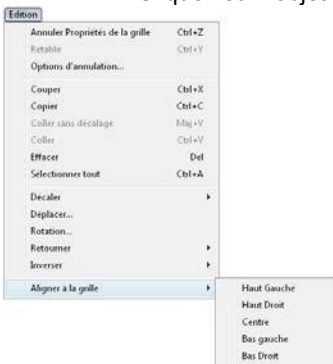 Edition
Annuler Propriétés de la grille Ctrl+Z
Rétablir Ctrl+Y
Options d'annulation...
Couper Ctrl+X
Copier Ctrl+C
Coller sans décalage Maj+V
Coller Ctrl+V
Effacer Del
Sélectionner tout Ctrl+A
Décaler
Déplacer...
Rotation...
Retourner
Inverser
Aligner à la grille
Haut Gauche
Haut Droit
Centre
Bas gauche
Bas Droit